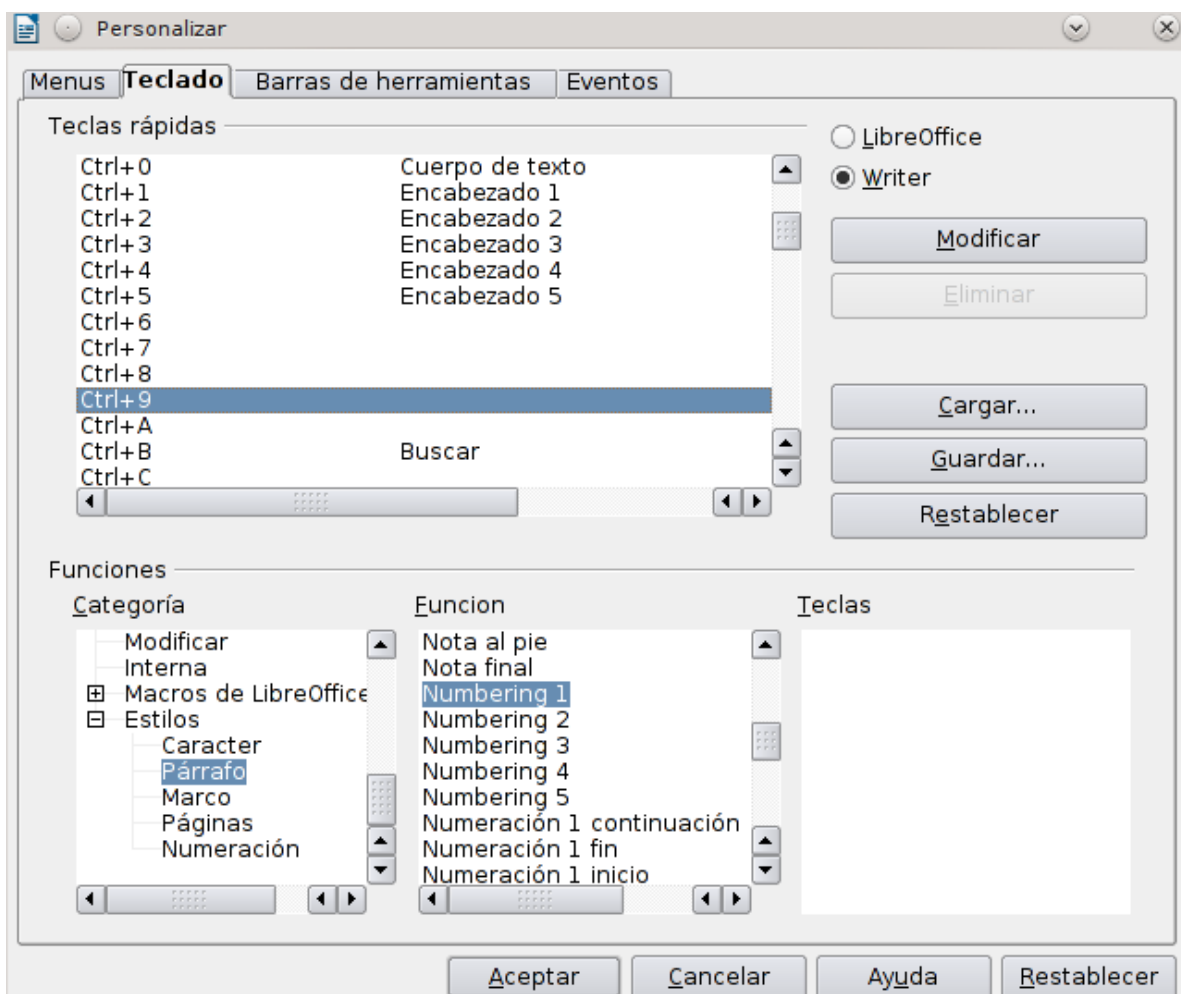 Personalizar
Menus Teclado Barras de herramientas Eventos
Teclas rápidas
Ctrl+0 Cuerpo de texto
Ctrl+1 Encabezado 1
Ctrl+2 Encabezado 2
Ctrl+3 Encabezado 3
Ctrl+4 Encabezado 4
Ctrl+5 Encabezado 5
Ctrl+6
Ctrl+7
Ctrl+8
Ctrl+9
Ctrl+A
Ctrl+B Buscar
Ctrl+C
LibreOffice
Writer
Modificar
Eliminar
Cargar...
Guardar...
Restablecer
Funciones
Categoría
Modificar
Interna
Macros de LibreOffice
Estilos
Caracter
Párrafo
Marco
Páginas
Numeración
Funcion
Nota al pie
Nota final
Numbering 1
Numbering 2
Numbering 3
Numbering 4
Numbering 5
Numeración 1 continuación
Numeración 1 fin
Numeración 1 inicio
Teclas
Aceptar Cancelar Ayuda Restablecer